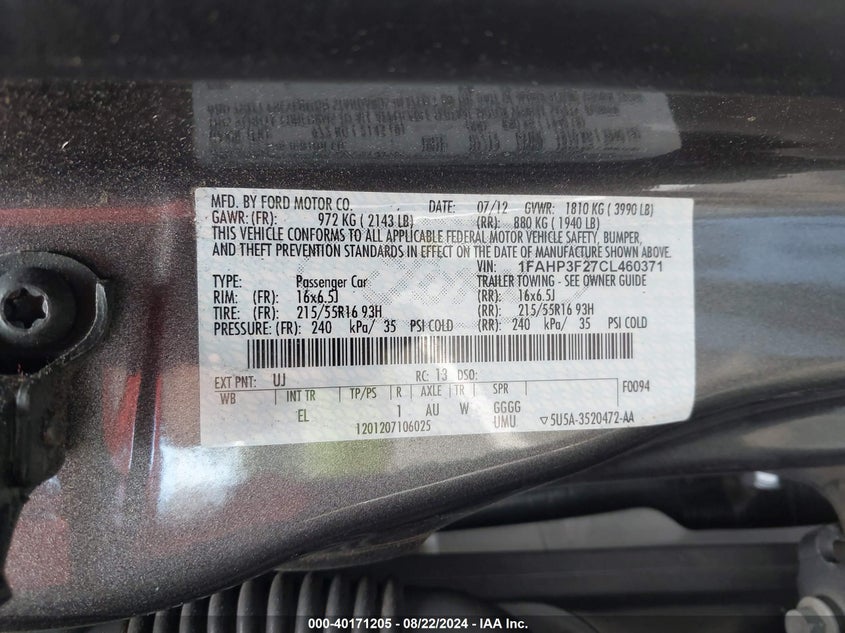 MFD. BY FORD MOTOR CO. DATE: 07/12 GVWR: 1810 KG ( 3990 LB)
GAWR: (FR): 972 KG ( 2143 LB) (RR): 880 KG ( 1940 LB)
THIS VEHICLE CONFORMS TO ALL APPLICABLE FEDERAL MOTOR VEHICLE SAFETY, BUMPER,
AND THEFT PREVENTION STANDARDS IN EFFECT ON THE DATE OF MANUFACTURE SHOWN ABOVE.
VIN: 1FAHP3F27CL460371
TYPE: Passenger Car TRAILER TOWING - SEE OWNER GUIDE
RIM: (FR): 16x6.5J (RR): 16x6.5J
TIRE: (FR): 215/55R16 93H (RR): 215/55R16 93H
PRESSURE: (FR): 240 kPa/ 35 PSI COLD (RR): 240 kPa/ 35 PSI COLD
EXT PNT: UJ RC: 13 DSO:
WB INT TR TP/PS R AXLE TR SPR F0094
EL 1 AU W GGGG
1201207106025 UMU ▽5U5A-3520472-AA
000-40171205 - 08/22/2024 - IAA Inc.